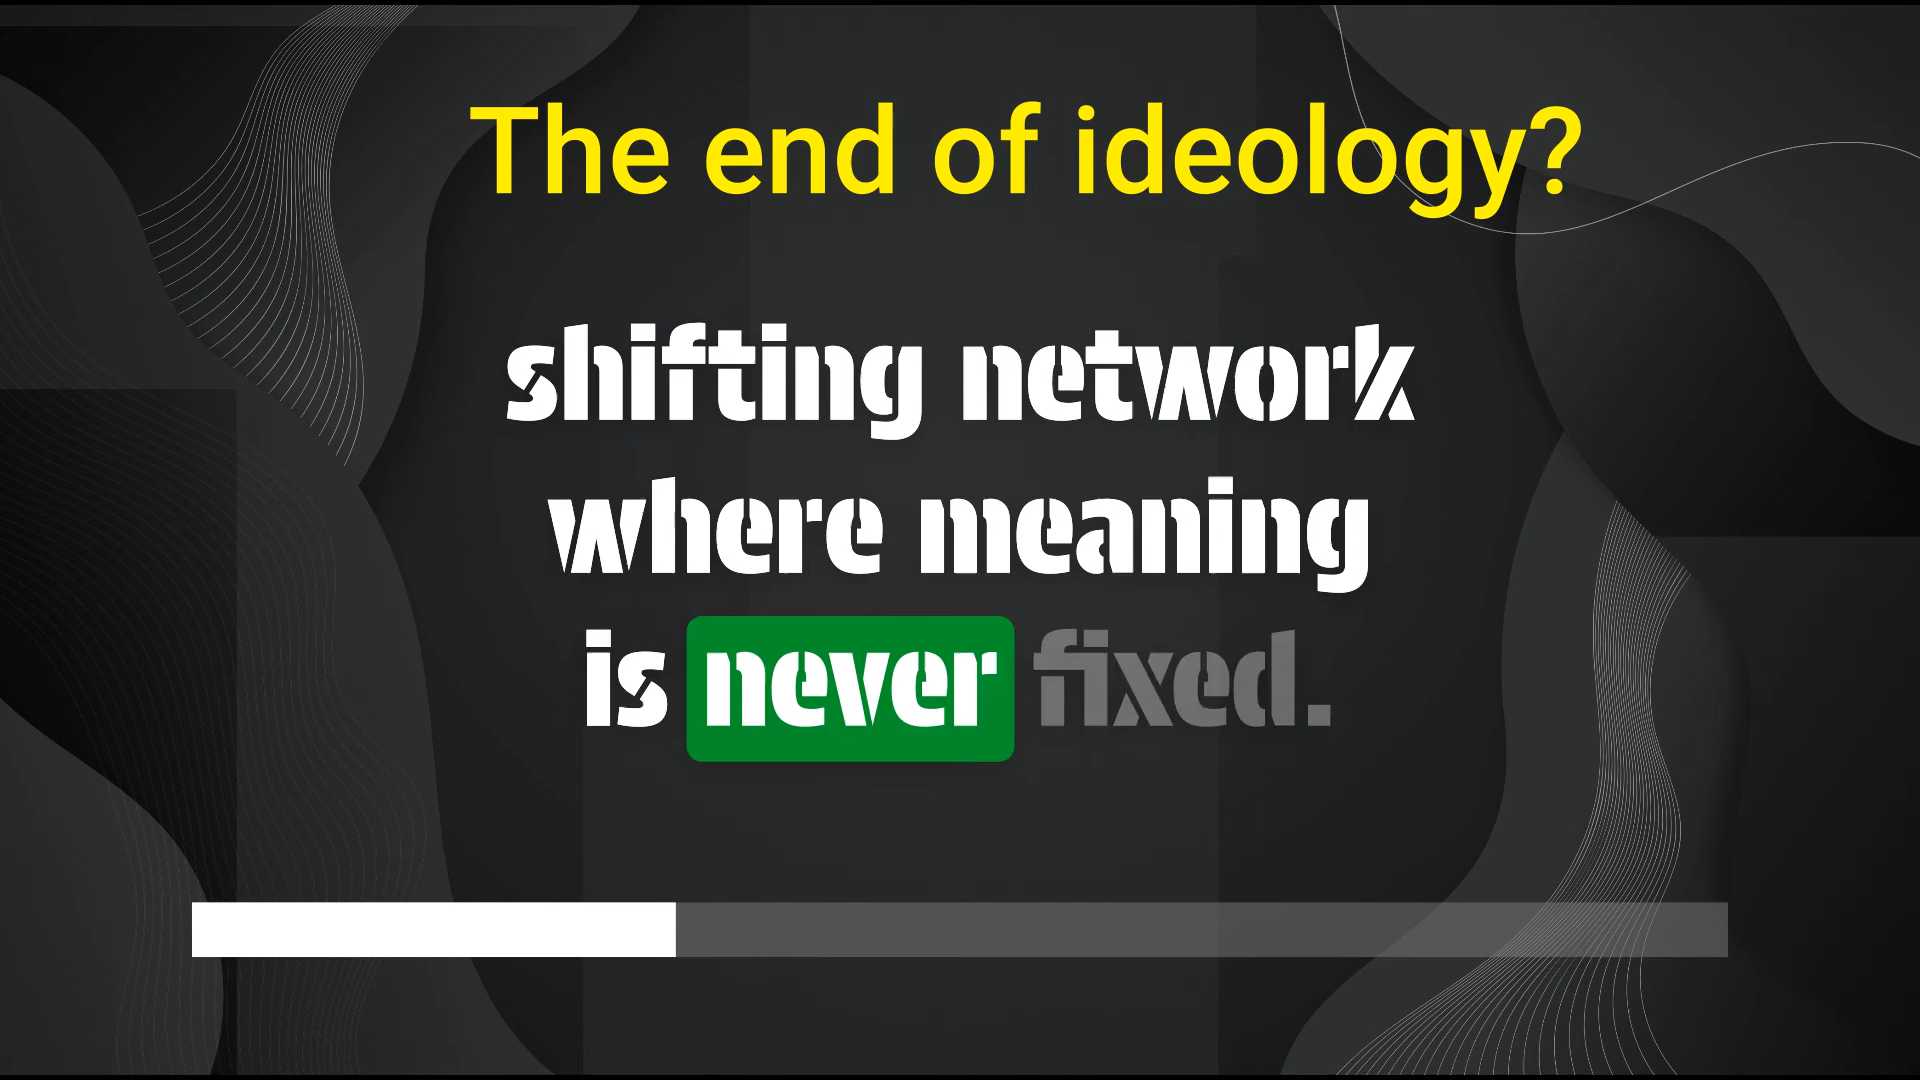 The end of ideology?
shifting network
where meaning
is never fixed.